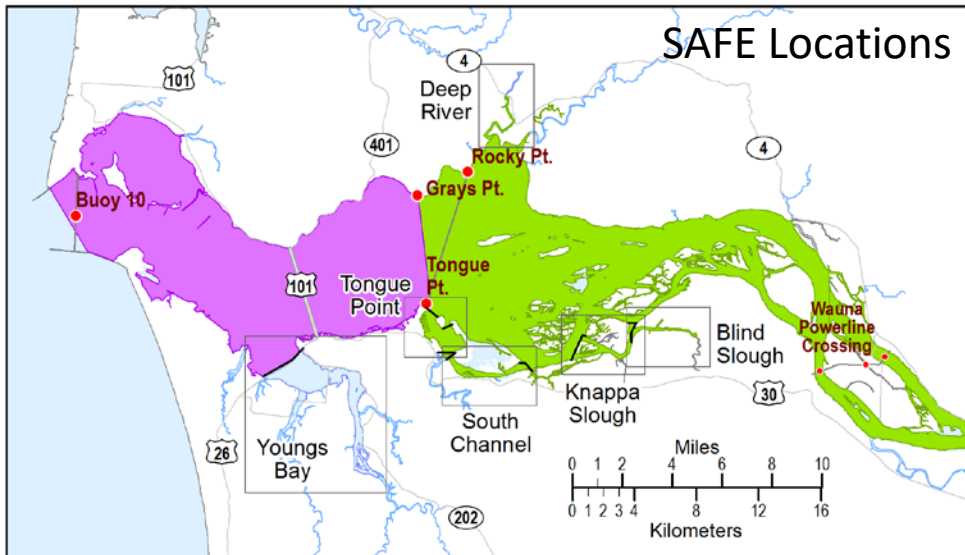 SAFE Locations
4
101
Deep
River
401
4
Rocky Pt.
Grays Pt.
Buoy 10
Tongue
Pt.
101
Tongue
Point
Wauna
Powerline
Crossing
Blind
Slough
Knappa
Slough
30
South
Channel
Youngs
Bay
26
202
Miles
0 1 2 4 6 8 10
0 1 2 3 4 8 12 16
Kilometers